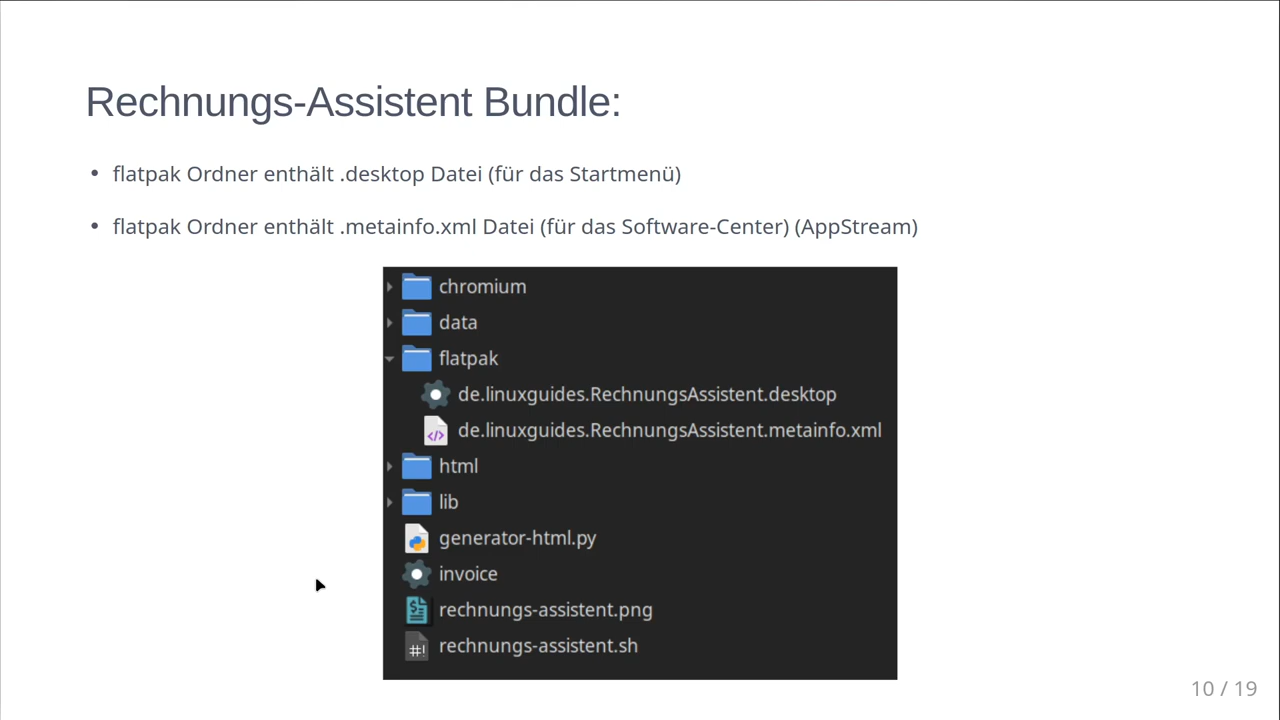 Rechnungs-Assistent Bundle:
• flatpak Ordner enthält .desktop Datei (für das Startmenü)
• flatpak Ordner enthält .metainfo.xml Datei (für das Software-Center) (AppStream)
chromium
data
flatpak
de.linuxguides.RechnungsAssistent.desktop
de.linuxguides.RechnungsAssistent.metainfo.xml
html
lib
generator-html.py
invoice
rechnungs-assistent.png
rechnungs-assistent.sh
10 / 19